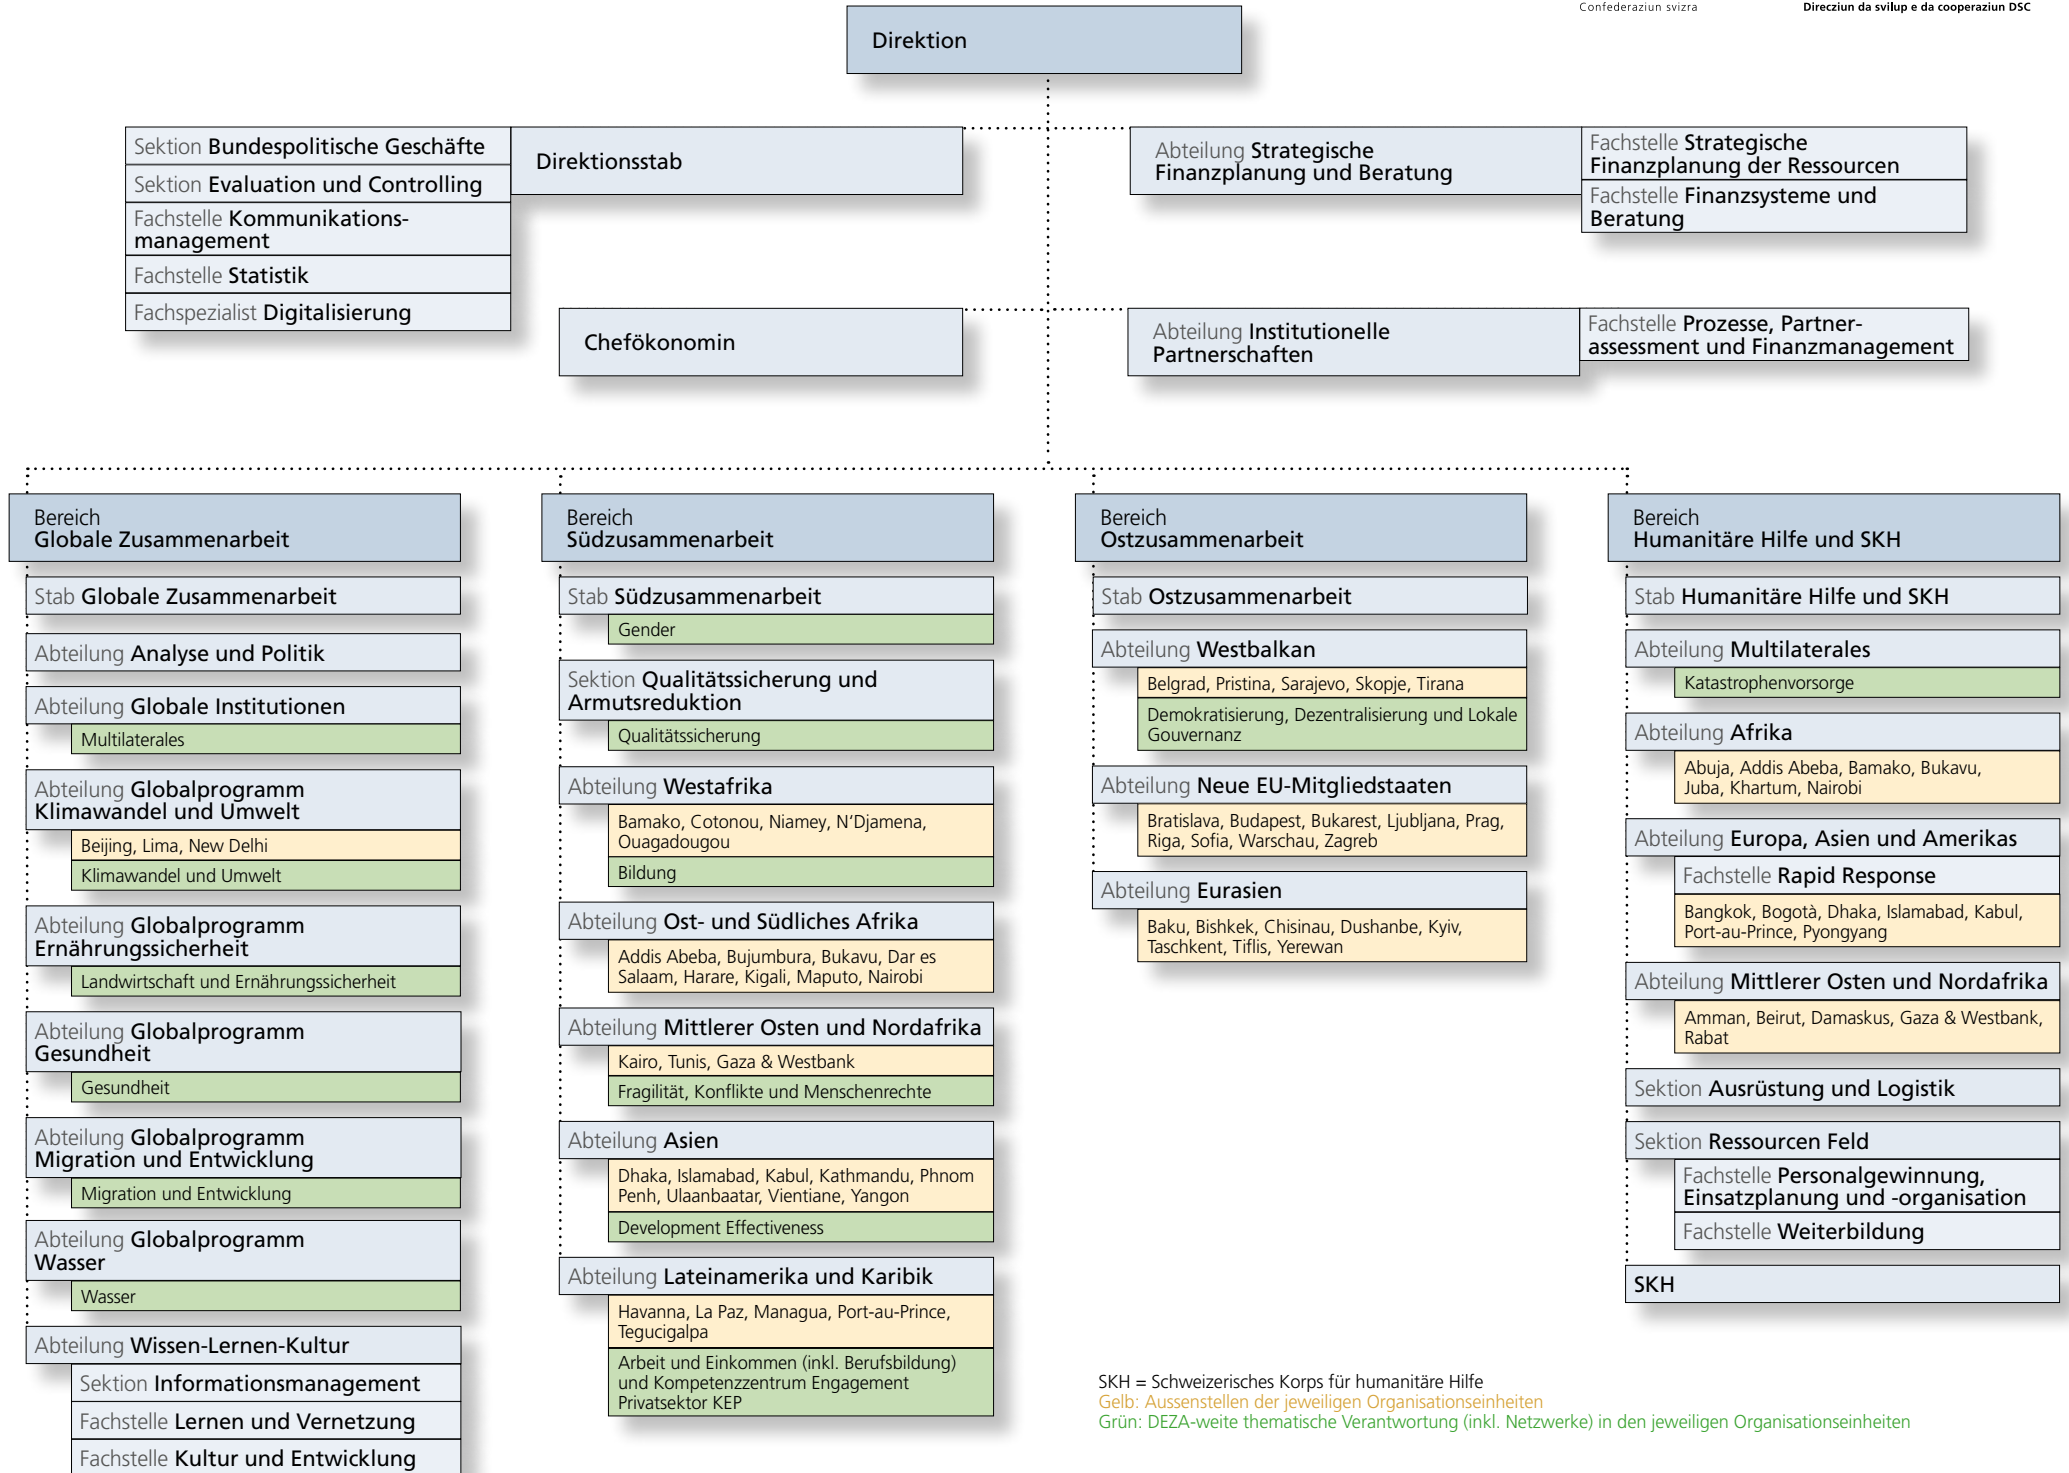 Confederaziun svizra
Direcziun da svilup e da cooperaziun DSC
Direktion
Sektion Bundespolitische Geschäfte
Sektion Evaluation und Controlling
Fachstelle Kommunikations-
management
Fachstelle Statistik
Fachspezialist Digitalisierung
Direktionsstab
Abteilung Strategische
Finanzplanung und Beratung
Fachstelle Strategische
Finanzplanung der Ressourcen
Fachstelle Finanzsysteme und
Beratung
Chefökonomin
Abteilung Institutionelle
Partnerschaften
Fachstelle Prozesse, Partner-
assessment und Finanzmanagement
Bereich
Globale Zusammenarbeit
Stab Globale Zusammenarbeit
Abteilung Analyse und Politik
Abteilung Globale Institutionen
Multilaterales
Abteilung Globalprogramm
Klimawandel und Umwelt
Beijing, Lima, New Delhi
Klimawandel und Umwelt
Abteilung Globalprogramm
Ernährungssicherheit
Landwirtschaft und Ernährungssicherheit
Abteilung Globalprogramm
Gesundheit
Gesundheit
Abteilung Globalprogramm
Migration und Entwicklung
Migration und Entwicklung
Abteilung Globalprogramm
Wasser
Wasser
Abteilung Wissen-Lernen-Kultur
Sektion Informationsmanagement
Fachstelle Lernen und Vernetzung
Fachstelle Kultur und Entwicklung
Bereich
Südzusammenarbeit
Stab Südzusammenarbeit
Gender
Sektion Qualitätssicherung und
Armutsreduktion
Qualitätssicherung
Abteilung Westafrika
Bamako, Cotonou, Niamey, N‘Djamena,
Ouagadougou
Bildung
Abteilung Ost- und Südliches Afrika
Addis Abeba, Bujumbura, Bukavu, Dar es
Salaam, Harare, Kigali, Maputo, Nairobi
Abteilung Mittlerer Osten und Nordafrika
Kairo, Tunis, Gaza & Westbank
Fragilität, Konflikte und Menschenrechte
Abteilung Asien
Dhaka, Islamabad, Kabul, Kathmandu, Phnom
Penh, Ulaanbaatar, Vientiane, Yangon
Development Effectiveness
Abteilung Lateinamerika und Karibik
Havanna, La Paz, Managua, Port-au-Prince,
Tegucigalpa
Arbeit und Einkommen (inkl. Berufsbildung)
und Kompetenzzentrum Engagement
Privatsektor KEP
Bereich
Ostzusammenarbeit
Stab Ostzusammenarbeit
Abteilung Westbalkan
Belgrad, Pristina, Sarajevo, Skopje, Tirana
Demokratisierung, Dezentralisierung und Lokale
Gouvernanz
Abteilung Neue EU-Mitgliedstaaten
Bratislava, Budapest, Bukarest, Ljubljana, Prag,
Riga, Sofia, Warschau, Zagreb
Abteilung Eurasien
Baku, Bishkek, Chisinau, Dushanbe, Kyiv,
Taschkent, Tiflis, Yerewan
Bereich
Humanitäre Hilfe und SKH
Stab Humanitäre Hilfe und SKH
Abteilung Multilaterales
Katastrophenvorsorge
Abteilung Afrika
Abuja, Addis Abeba, Bamako, Bukavu,
Juba, Khartum, Nairobi
Abteilung Europa, Asien und Amerikas
Fachstelle Rapid Response
Bangkok, Bogotà, Dhaka, Islamabad, Kabul,
Port-au-Prince, Pyongyang
Abteilung Mittlerer Osten und Nordafrika
Amman, Beirut, Damaskus, Gaza & Westbank,
Rabat
Sektion Ausrüstung und Logistik
Sektion Ressourcen Feld
Fachstelle Personalgewinnung,
Einsatzplanung und -organisation
Fachstelle Weiterbildung
SKH
SKH = Schweizerisches Korps für humanitäre Hilfe
Gelb: Aussenstellen der jeweiligen Organisationseinheiten
Grün: DEZA-weite thematische Verantwortung (inkl. Netzwerke) in den jeweiligen Organisationseinheiten